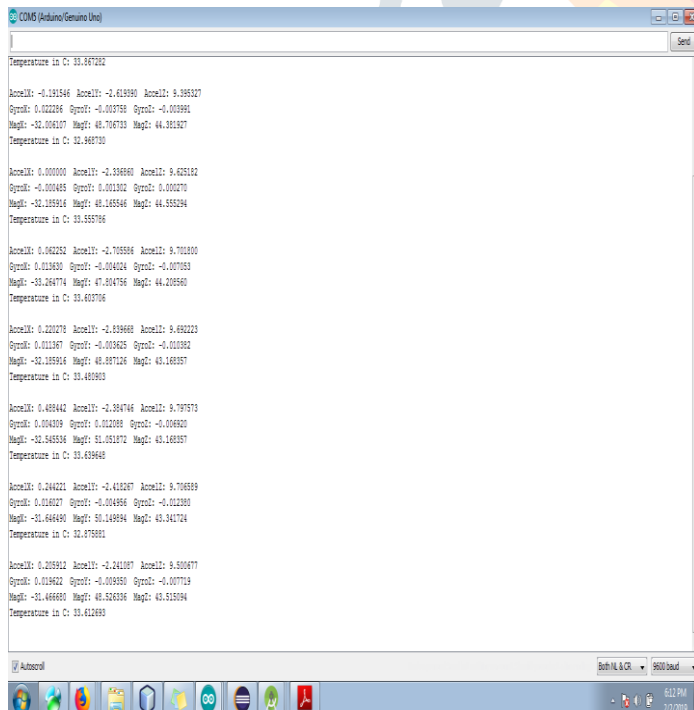 COM5 (Arduino/Genuino Uno)
Send
Temperature in C: 33.867282
AccelX: -0.191546 AccelY: -2.619390 AccelZ: 9.395327
GyroX: 0.022286 GyroY: -0.003758 GyroZ: -0.003991
MagX: -32.006107 MagY: 48.706733 MagZ: 44.381927
Temperature in C: 32.968730
AccelX: 0.000000 AccelY: -2.336860 AccelZ: 9.625182
GyroX: -0.000485 GyroY: 0.001302 GyroZ: 0.000270
MagX: -32.185916 MagY: 48.165546 MagZ: 44.555294
Temperature in C: 33.555786
AccelX: 0.062252 AccelY: -2.705586 AccelZ: 9.701800
GyroX: 0.013630 GyroY: -0.004024 GyroZ: -0.007053
MagX: -33.264774 MagY: 47.804756 MagZ: 44.208560
Temperature in C: 33.603706
AccelX: 0.220278 AccelY: -2.839668 AccelZ: 9.692223
GyroX: 0.011367 GyroY: -0.003625 GyroZ: -0.010382
MagX: -32.185916 MagY: 48.887126 MagZ: 43.168357
Temperature in C: 33.480903
AccelX: 0.488442 AccelY: -2.384746 AccelZ: 9.797573
GyroX: 0.004309 GyroY: 0.012088 GyroZ: -0.006920
MagX: -32.545536 MagY: 51.051872 MagZ: 43.168357
Temperature in C: 33.639648
AccelX: 0.244221 AccelY: -2.418267 AccelZ: 9.706589
GyroX: 0.016027 GyroY: -0.004956 GyroZ: -0.012380
MagX: -31.646490 MagY: 50.149894 MagZ: 43.341724
Temperature in C: 32.875881
AccelX: 0.205912 AccelY: -2.241087 AccelZ: 9.500677
GyroX: 0.019622 GyroY: -0.009350 GyroZ: -0.007719
MagX: -31.466680 MagY: 48.526336 MagZ: 43.515094
Temperature in C: 33.612693
Autoscroll
Both NL & CR
9600 baud
6:12 PM
2/2/2019